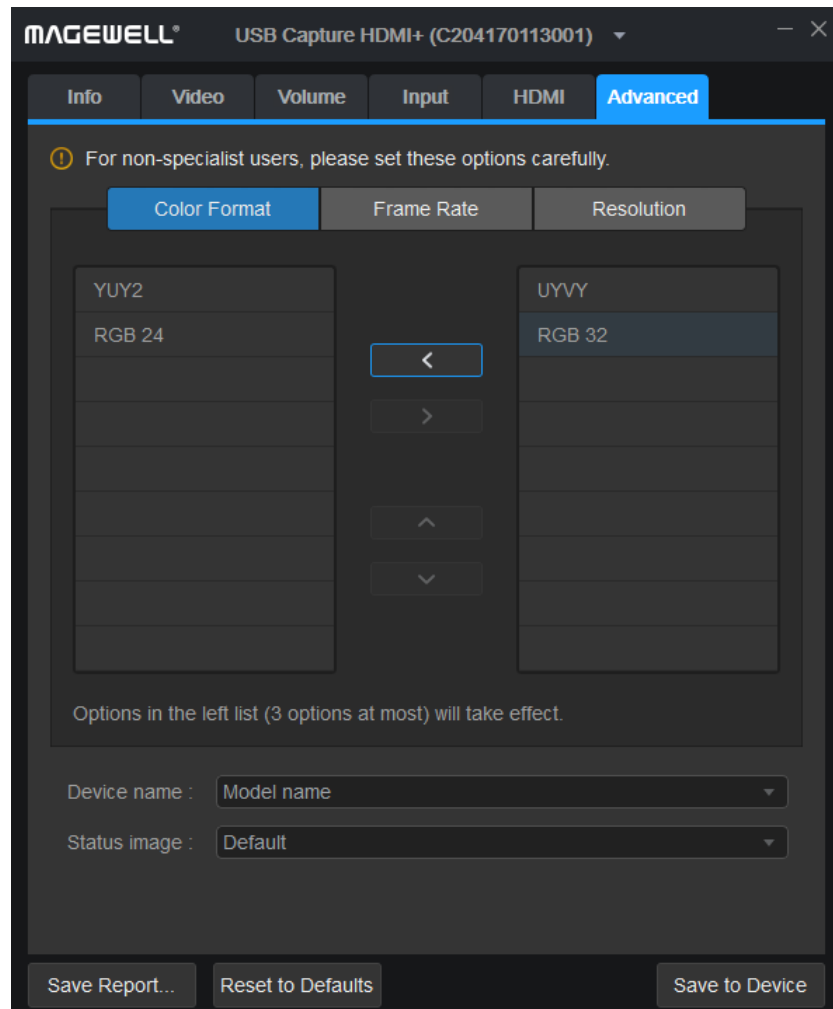 MAGEWELL® USB Capture HDMI+ (C204170113001)
Info Video Volume Input HDMI Advanced
For non-specialist users, please set these options carefully.
Color Format Frame Rate Resolution
YUY2 UYVY
RGB 24 RGB 32
<
>
Options in the left list (3 options at most) will take effect.
Device name : Model name
Status image : Default
Save Report... Reset to Defaults Save to Device